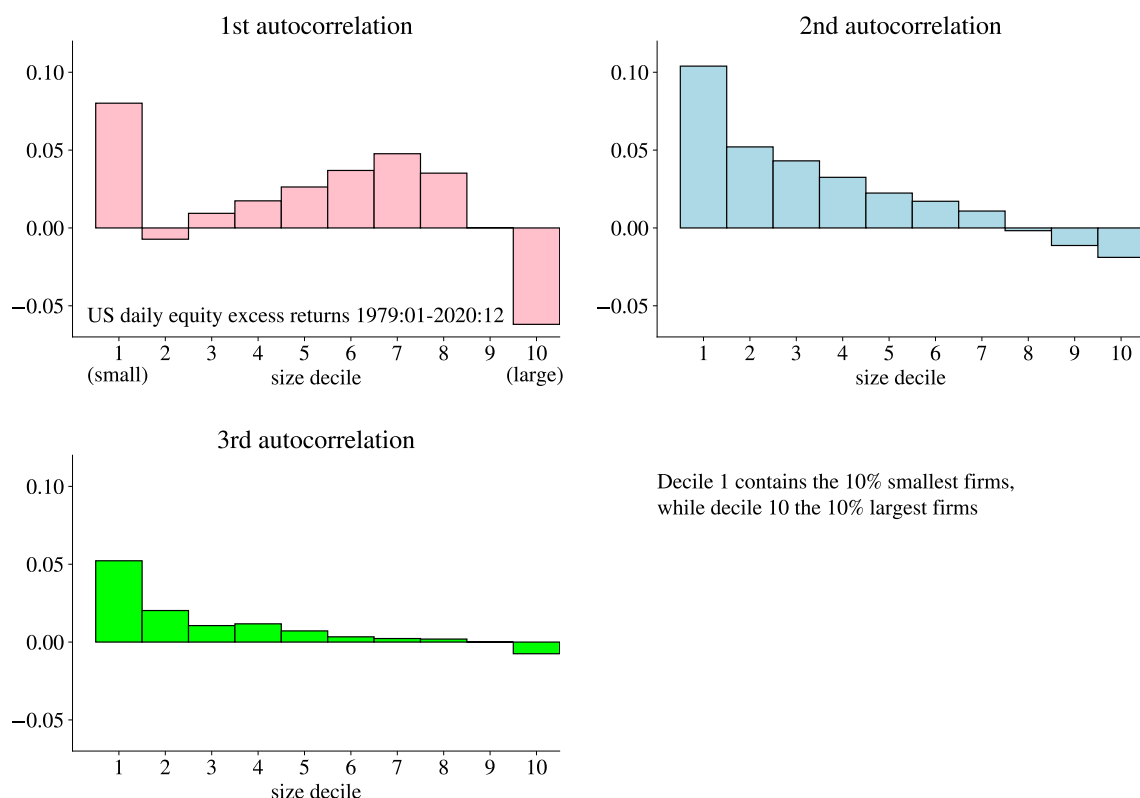 1st autocorrelation
0.10
0.05
0.00
−0.05
US daily equity excess returns 1979:01-2020:12
1 2 3 4 5 6 7 8 9 10
(small) (large)
size decile
2nd autocorrelation
0.10
0.05
0.00
−0.05
1 2 3 4 5 6 7 8 9 10
size decile
3rd autocorrelation
0.10
0.05
0.00
−0.05
1 2 3 4 5 6 7 8 9 10
size decile
Decile 1 contains the 10% smallest firms,
while decile 10 the 10% largest firms